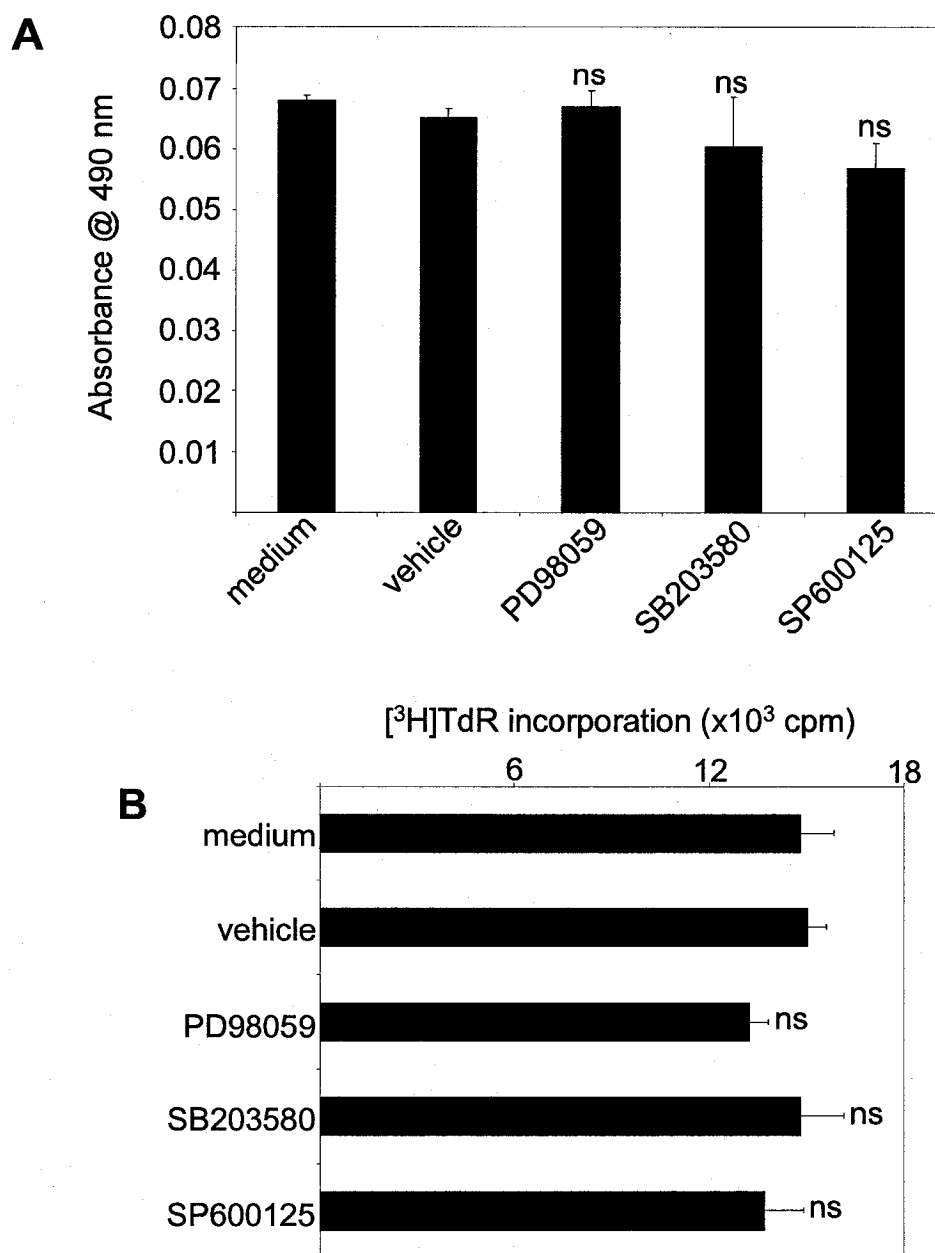 A
Absorbance @ 490 nm
0.08
0.07
0.06
0.05
0.04
0.03
0.02
0.01
ns
ns
ns
medium
vehicle
PD98059
SB203580
SP600125
[³H]TdR incorporation (x10³ cpm)
6 12 18
B
medium
vehicle
PD98059 ns
SB203580 ns
SP600125 ns